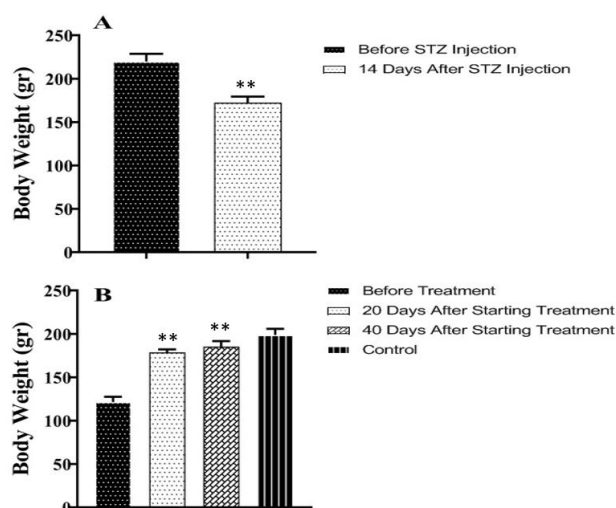 A
Before STZ Injection
14 Days After STZ Injection
Body Weight (gr)
250
200
150
100
50
0
**
B
Before Treatment
20 Days After Starting Treatment
40 Days After Starting Treatment
Control
Body Weight (gr)
250
200
150
100
50
0
**
**